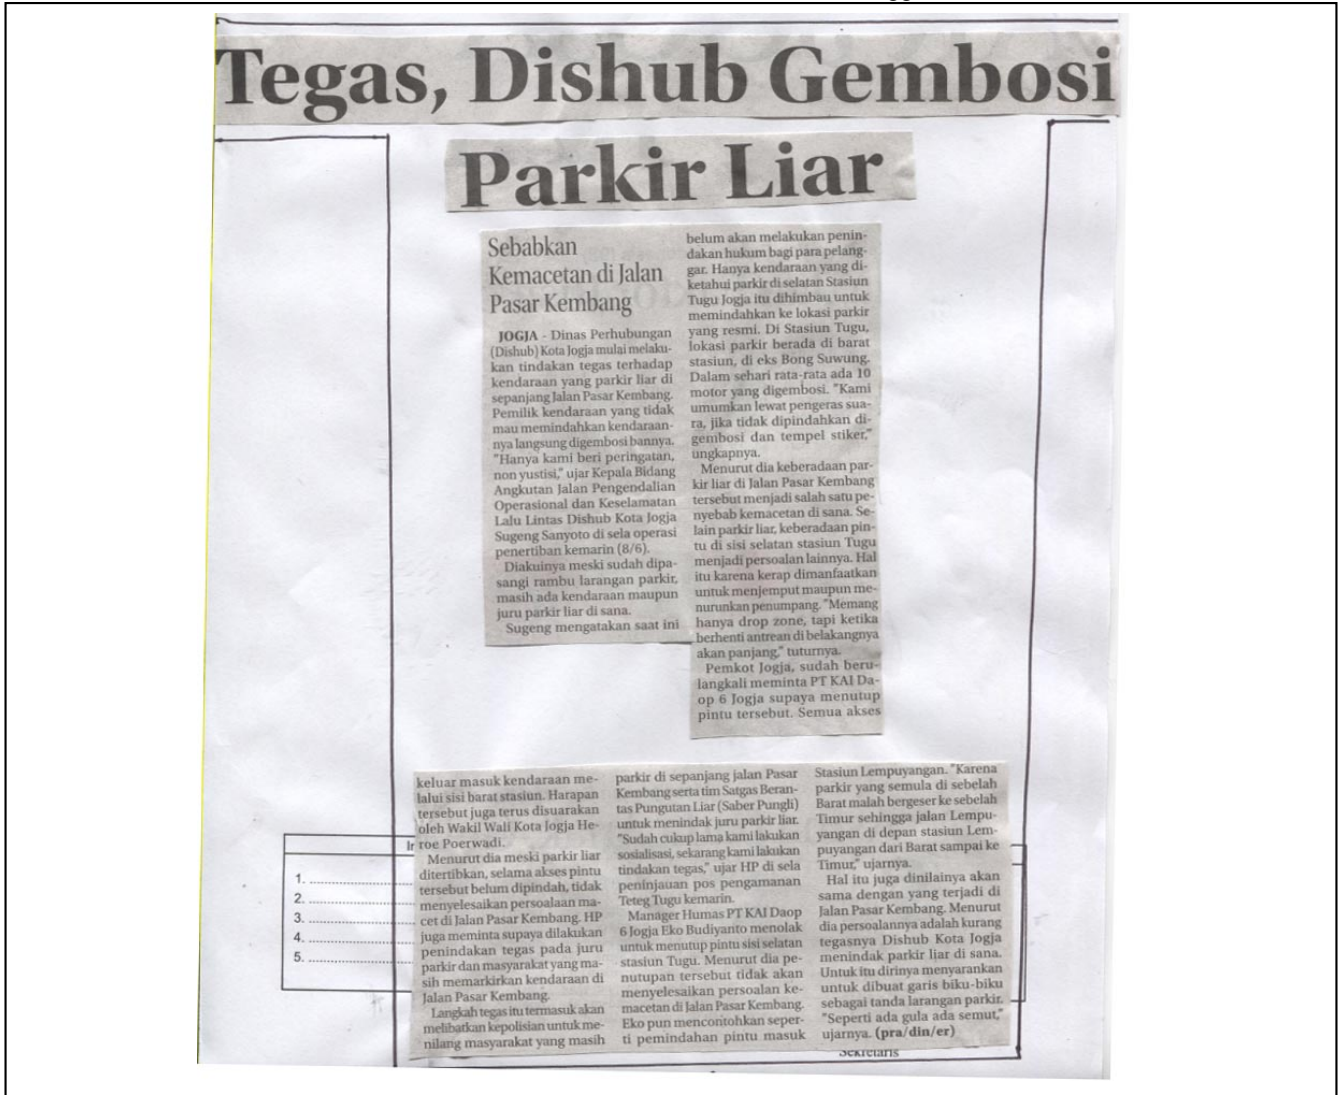 Tegas, Dishub Gembosi
Parkir Liar
Sebabkan
Kemacetan di Jalan
Pasar Kembang
JOGJA - Dinas Perhubungan
(Dishub) Kota Jogja mulai melaku-
kan tindakan tegas terhadap
kendaraan yang parkir liar di
sepanjang Jalan Pasar Kembang.
Pemilik kendaraan yang tidak
mau memindahkan kendaraan-
nya langsung digembosi bannya.
"Hanya kami beri peringatan,
non yustisi," ujar Kepala Bidang
Angkutan Jalan Pengendalian
Operasional dan Keselamatan
Lalu Lintas Dishub Kota Jogja
Sugeng Sanyoto di sela operasi
penertiban kemarin (8/6).
Diakuinya meski sudah dipa-
sangi rambu larangan parkir,
masih ada kendaraan maupun
juru parkir liar di sana.
Sugeng mengatakan saat ini
belum akan melakukan penin-
dakan hukum bagi para pelang-
gar. Hanya kendaraan yang di-
ketahui parkir di selatan Stasiun
Tugu Jogja itu dihimbau untuk
memindahkan ke lokasi parkir
yang resmi. Di Stasiun Tugu,
lokasi parkir berada di barat
stasiun, di eks Bong Suwung.
Dalam sehari rata-rata ada 10
motor yang digembosi. "Kami
umumkan lewat pengeras sua-
ra, jika tidak dipindahkan di-
gembosi dan tempel stiker,"
ungkapnya.
Menurut dia keberadaan par-
kir liar di Jalan Pasar Kembang
tersebut menjadi salah satu pe-
nyebab kemacetan di sana. Se-
lain parkir liar, keberadaan pin-
tu di sisi selatan stasiun Tugu
menjadi persoalan lainnya. Hal
itu karena kerap dimanfaatkan
untuk menjemput maupun me-
nurunkan penumpang. "Memang
hanya drop zone, tapi ketika
berhenti antrean di belakangnya
akan panjang," tuturnya.
Pemkot Jogja, sudah beru-
langkali meminta PT KAI Da-
op 6 Jogja supaya menutup
pintu tersebut. Semua akses
keluar masuk kendaraan me-
lalui sisi barat stasiun. Harapan
tersebut juga terus disuarakan
oleh Wakil Wali Kota Jogja He-
roe Poerwadi.
Menurut dia meski parkir liar
ditertibkan, selama akses pintu
tersebut belum dipindah, tidak
menyelesaikan persoalaan ma-
cet di Jalan Pasar Kembang. HP
juga meminta supaya dilakukan
penindakan tegas pada juru
parkir dan masyarakat yang ma-
sih memarkirkan kendaraan di
Jalan Pasar Kembang.
Langkah tegas itu termasuk akan
melibatkan kepolisian untuk me-
nilang masyarakat yang masih
parkir di sepanjang jalan Pasar
Kembang serta tim Satgas Beran-
tas Pungutan Liar (Saber Pungli)
untuk menindak juru parkir liar.
"Sudah cukup lama kami lakukan
sosialisasi, sekarang kami lakukan
tindakan tegas," ujar HP di sela
peninjauan pos pengamanan
Teteg Tugu kemarin.
Manager Humas PT KAI Daop
6 Jogja Eko Budiyanto menolak
untuk menutup pintu sisi selatan
stasiun Tugu. Menurut dia pe-
nutupan tersebut tidak akan
menyelesaikan persoalan ke-
macetan di Jalan Pasar Kembang.
Eko pun mencontohkan seper-
ti pemindahan pintu masuk
Stasiun Lempuyangan. "Karena
parkir yang semula di sebelah
Barat malah bergeser ke sebelah
Timur sehingga jalan Lempu-
yangan di depan stasiun Lem-
puyangan dari Barat sampai ke
Timur," ujarnya.
Hal itu juga dinilainya akan
sama dengan yang terjadi di
Jalan Pasar Kembang. Menurut
dia persoalannya adalah kurang
tegasnya Dishub Kota Jogja
menindak parkir liar di sana.
Untuk itu dirinya menyarankan
untuk dibuat garis biku-biku
sebagai tanda larangan parkir.
"Seperti ada gula ada semut,"
ujarnya. (pra/din/er)
1.
2.
3.
4.
5.
Sekretaris